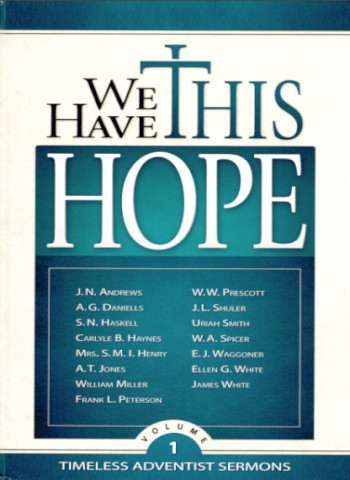 WE
HAVE THIS
HOPE
J.N. ANDREWS
A.G. DANIELLS
S.N. HASKELL
CARLYLE B. HAYNES
MRS. S.M.I. HENRY
A.T. JONES
WILLIAM MILLER
FRANK L. PETERSON
W.W. PRESCOTT
J.L. SHULER
URIAH SMITH
W.A. SPICER
E.J. WAGGONER
ELLEN G. WHITE
JAMES WHITE
VOLUME
1
TIMELESS ADVENTIST SERMONS